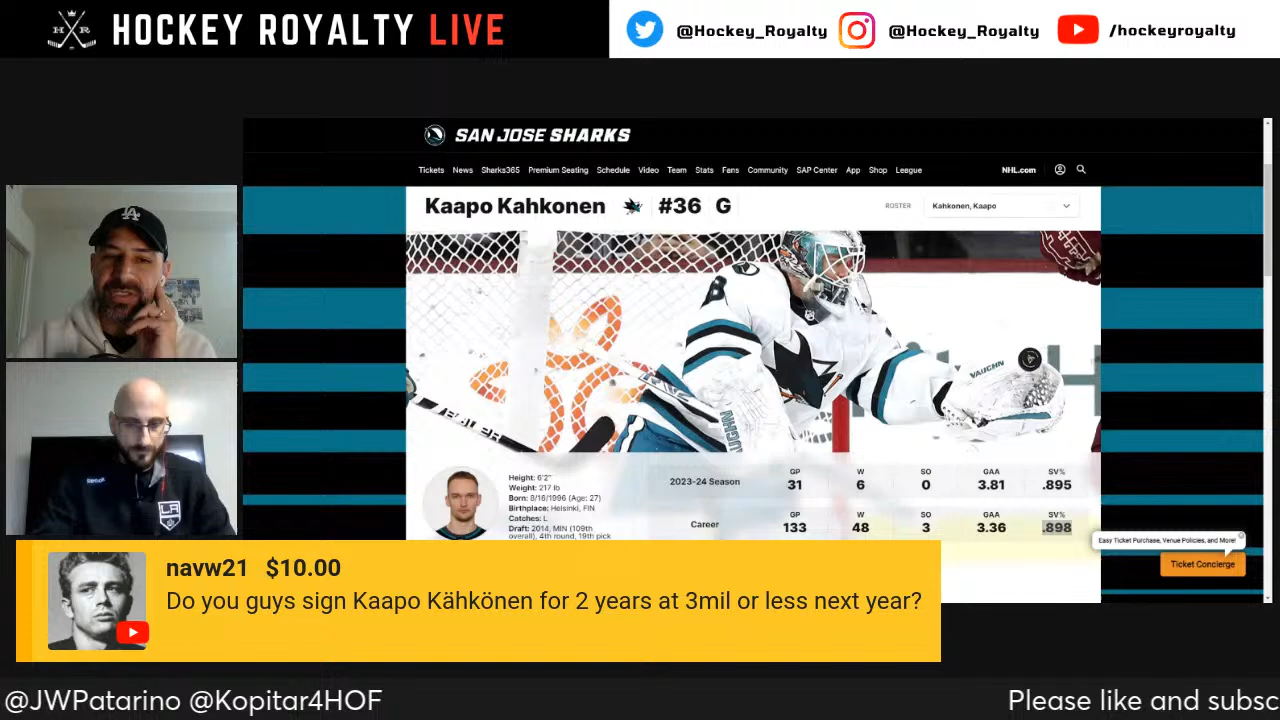 HOCKEY ROYALTY LIVE
@Hockey_Royalty
@Hockey_Royalty
/hockeyroyalty
SAN JOSE SHARKS
Tickets News Sharks365 Premium Seating Schedule Video Team Stats Fans Community SAP Center App Shop League NHL.com
Kaapo Kahkonen #36 G
ROSTER Kahkonen, Kaapo
VAUGHN
VAUGHN
LA
Height: 6'2"
Weight: 217 lb
Born: 8/16/1996 (Age: 27)
Birthplace: Helsinki, FIN
Catches: L
Draft: 2014, MIN (109th
overall), 4th round, 19th pick
GP W SO GAA SV%
2023-24 Season 31 6 0 3.81 .895
GP W SO GAA SV%
Career 133 48 3 3.36 .898
Easy Ticket Purchase, Venue Policies, and More!
Ticket Concierge
LA
navw21 $10.00
Do you guys sign Kaapo Kähkönen for 2 years at 3mil or less next year?
@JWPatarino @Kopitar4HOF
Please like and subsc